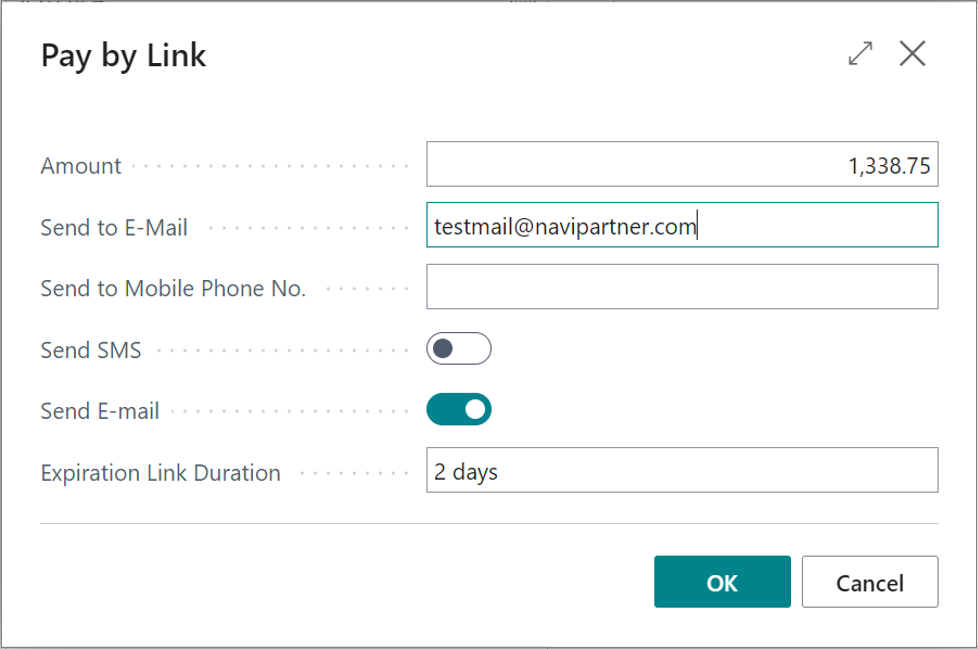 Pay by Link
Amount 1,338.75
Send to E-Mail testmail@navipartner.com
Send to Mobile Phone No.
Send SMS
Send E-mail
Expiration Link Duration 2 days
OK Cancel